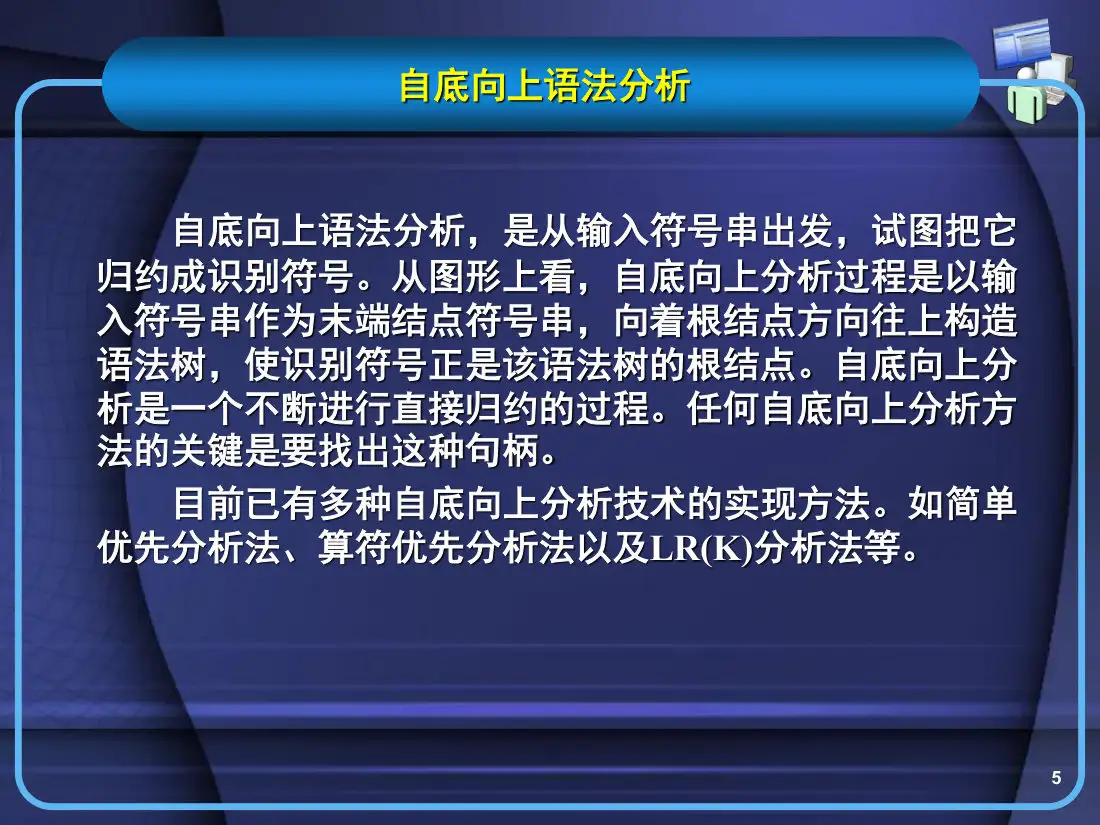 自底向上语法分析
自底向上语法分析，是从输入符号串出发，试图把它
归约成识别符号。从图形上看，自底向上分析过程是以输
入符号串作为末端结点符号串，向着根结点方向往上构造
语法树，使识别符号正是该语法树的根结点。自底向上分
析是一个不断进行直接归约的过程。任何自底向上分析方
法的关键是要找出这种句柄。
目前已有多种自底向上分析技术的实现方法。如简单
优先分析法、算符优先分析法以及LR(K)分析法等。
5